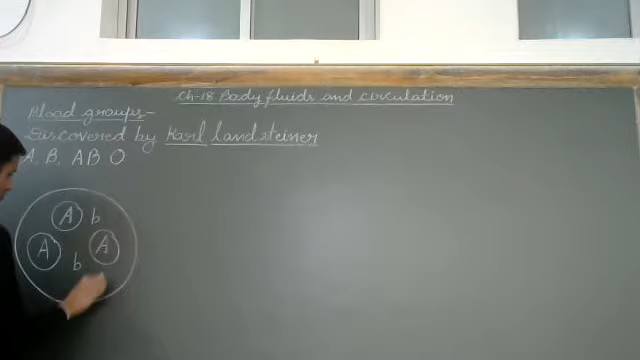 Ch-18 Body fluids and circulation
Blood groups-
Discovered by Karl landsteiner
A, B, AB O
A b
A A
b